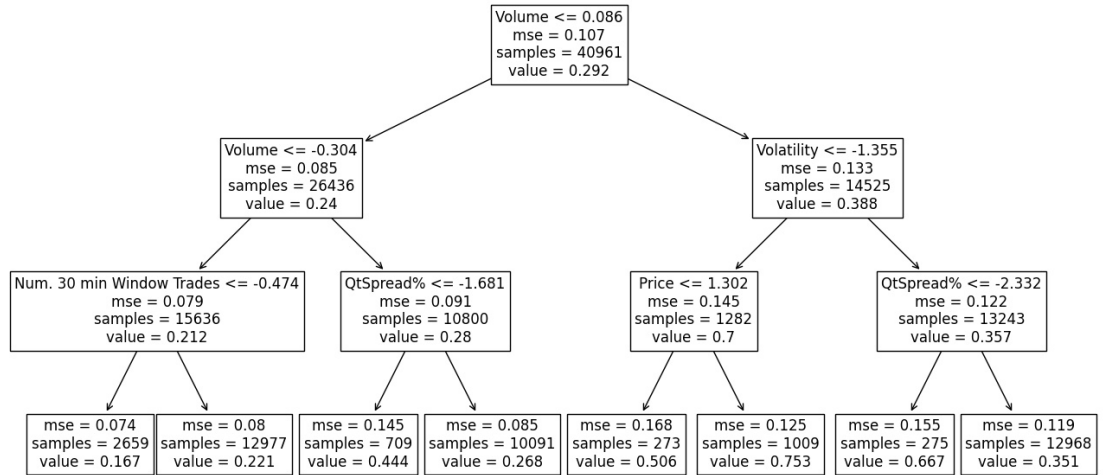 Volume <= 0.086
mse = 0.107
samples = 40961
value = 0.292
Volume <= -0.304
mse = 0.085
samples = 26436
value = 0.24
Volatility <= -1.355
mse = 0.133
samples = 14525
value = 0.388
Num. 30 min Window Trades <= -0.474
mse = 0.079
samples = 15636
value = 0.212
QtSpread% <= -1.681
mse = 0.091
samples = 10800
value = 0.28
Price <= 1.302
mse = 0.145
samples = 1282
value = 0.7
QtSpread% <= -2.332
mse = 0.122
samples = 13243
value = 0.357
mse = 0.074
samples = 2659
value = 0.167
mse = 0.08
samples = 12977
value = 0.221
mse = 0.145
samples = 709
value = 0.444
mse = 0.085
samples = 10091
value = 0.268
mse = 0.168
samples = 273
value = 0.506
mse = 0.125
samples = 1009
value = 0.753
mse = 0.155
samples = 275
value = 0.667
mse = 0.119
samples = 12968
value = 0.351